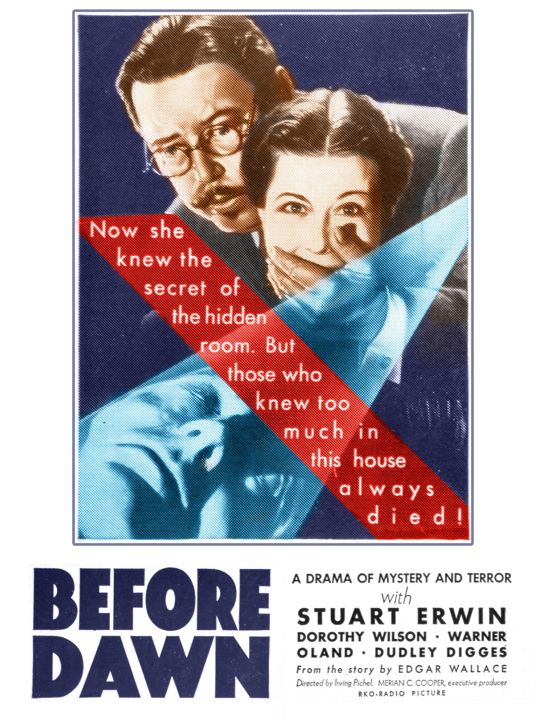 Now she
knew the
secret of
the hidden
room. But
those who
knew too
much in
this house
always
died!
BEFORE
DAWN
A DRAMA OF MYSTERY AND TERROR
with
STUART ERWIN
DOROTHY WILSON · WARNER
OLAND · DUDLEY DIGGES
From the story by EDGAR WALLACE
Directed by Irving Pichel. MERIAN C. COOPER, executive producer
RKO-RADIO PICTURE